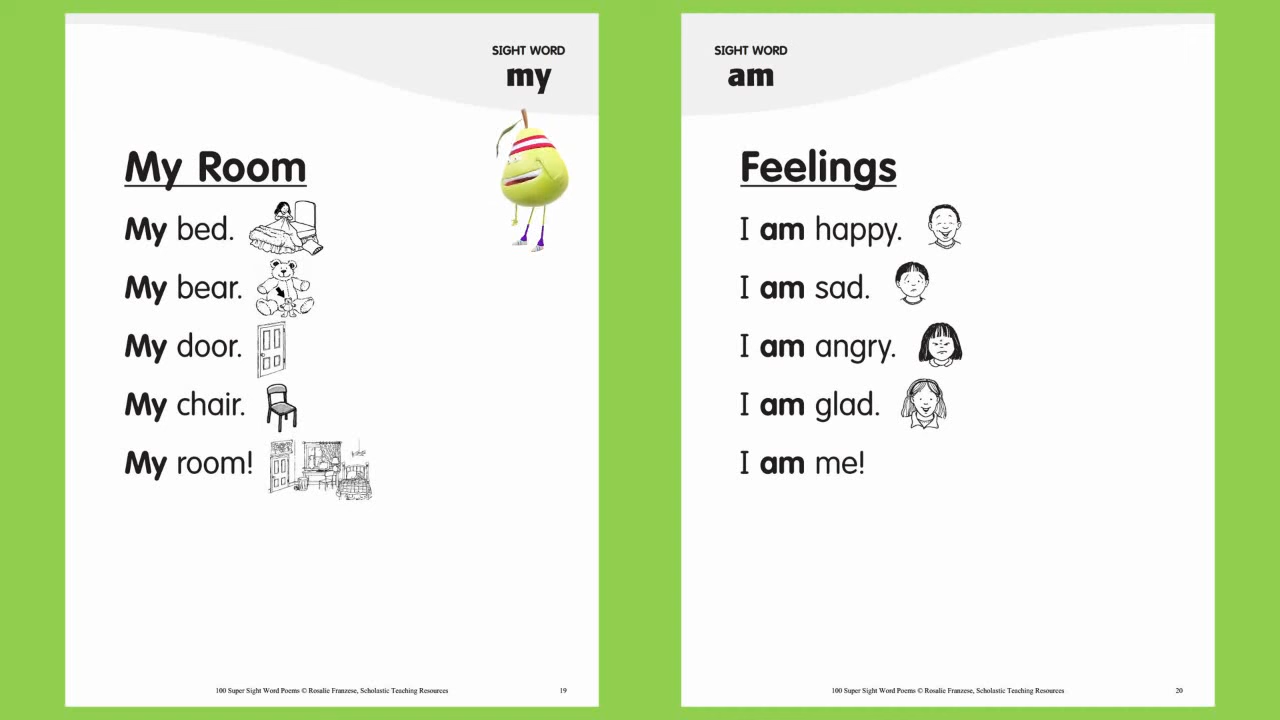 SIGHT WORD
my
My Room
My bed.
My bear.
My door.
My chair.
My room!
100 Super Sight Word Poems © Rosalie Franzese, Scholastic Teaching Resources
19
SIGHT WORD
am
Feelings
I am happy.
I am sad.
I am angry.
I am glad.
I am me!
100 Super Sight Word Poems © Rosalie Franzese, Scholastic Teaching Resources
20